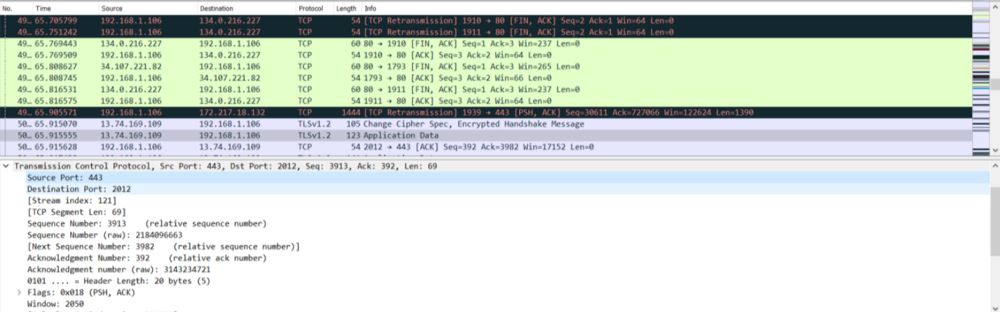 No. Time Source Destination Protocol Length Info
49… 65.705799 192.168.1.106 134.0.216.227 TCP 54 [TCP Retransmission] 1910 → 80 [FIN, ACK] Seq=2 Ack=1 Win=64 Len=0
49… 65.751242 192.168.1.106 134.0.216.227 TCP 54 [TCP Retransmission] 1911 → 80 [FIN, ACK] Seq=2 Ack=1 Win=64 Len=0
49… 65.769443 134.0.216.227 192.168.1.106 TCP 60 80 → 1910 [FIN, ACK] Seq=1 Ack=3 Win=237 Len=0
49… 65.769509 192.168.1.106 134.0.216.227 TCP 54 1910 → 80 [ACK] Seq=3 Ack=2 Win=64 Len=0
49… 65.808627 34.107.221.82 192.168.1.106 TCP 60 80 → 1793 [FIN, ACK] Seq=1 Ack=3 Win=265 Len=0
49… 65.808745 192.168.1.106 34.107.221.82 TCP 54 1793 → 80 [ACK] Seq=3 Ack=2 Win=66 Len=0
49… 65.816531 134.0.216.227 192.168.1.106 TCP 60 80 → 1911 [FIN, ACK] Seq=1 Ack=3 Win=237 Len=0
49… 65.816575 192.168.1.106 134.0.216.227 TCP 54 1911 → 80 [ACK] Seq=3 Ack=2 Win=64 Len=0
49… 65.905571 192.168.1.106 172.217.18.132 TCP 1444 [TCP Retransmission] 1939 → 443 [PSH, ACK] Seq=30611 Ack=727066 Win=122624 Len=1390
50… 65.915070 13.74.169.109 192.168.1.106 TLSv1.2 105 Change Cipher Spec, Encrypted Handshake Message
50… 65.915555 13.74.169.109 192.168.1.106 TLSv1.2 123 Application Data
50… 65.915628 192.168.1.106 13.74.169.109 TCP 54 2012 → 443 [ACK] Seq=392 Ack=3982 Win=17152 Len=0
Transmission Control Protocol, Src Port: 443, Dst Port: 2012, Seq: 3913, Ack: 392, Len: 69
Source Port: 443
Destination Port: 2012
[Stream index: 121]
[TCP Segment Len: 69]
Sequence Number: 3913 (relative sequence number)
Sequence Number (raw): 2184096663
[Next Sequence Number: 3982 (relative sequence number)]
Acknowledgment Number: 392 (relative ack number)
Acknowledgment number (raw): 3143234721
0101 .... = Header Length: 20 bytes (5)
Flags: 0x018 (PSH, ACK)
Window: 2050